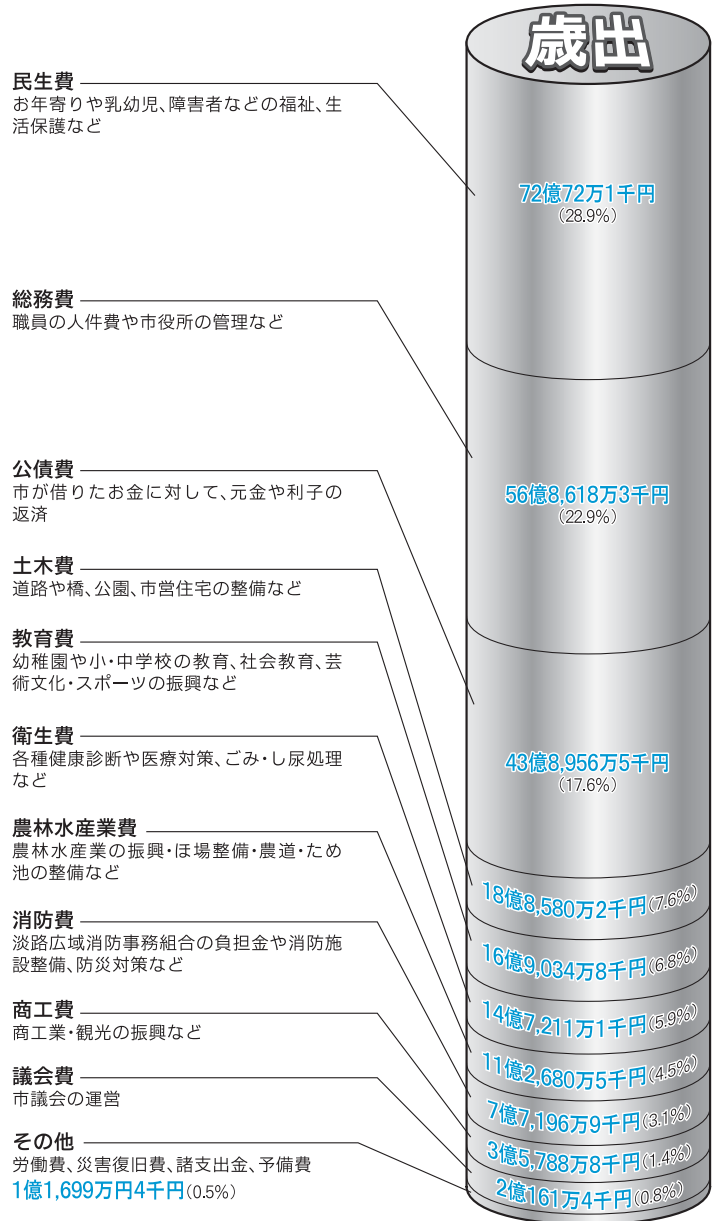 歳出
民生費
お年寄りや乳幼児、障害者などの福祉、生
活保護など
72億72万1千円
(28.9%)
総務費
職員の人件費や市役所の管理など
56億8,618万3千円
(22.9%)
公債費
市が借りたお金に対して、元金や利子の
返済
43億8,956万5千円
(17.6%)
土木費
道路や橋、公園、市営住宅の整備など
18億8,580万2千円(7.6%)
教育費
幼稚園や小・中学校の教育、社会教育、芸
術文化・スポーツの振興など
16億9,034万8千円(6.8%)
衛生費
各種健康診断や医療対策、ごみ・し尿処理
など
14億7,211万1千円(5.9%)
農林水産業費
農林水産業の振興・ほ場整備・農道・ため
池の整備など
11億2,680万5千円(4.5%)
消防費
淡路広域消防事務組合の負担金や消防施
設整備、防災対策など
7億7,196万9千円(3.1%)
商工費
商工業・観光の振興など
3億5,788万8千円(1.4%)
議会費
市議会の運営
2億161万4千円(0.8%)
その他
労働費、災害復旧費、諸支出金、予備費
1億1,699万円4千円(0.5%)